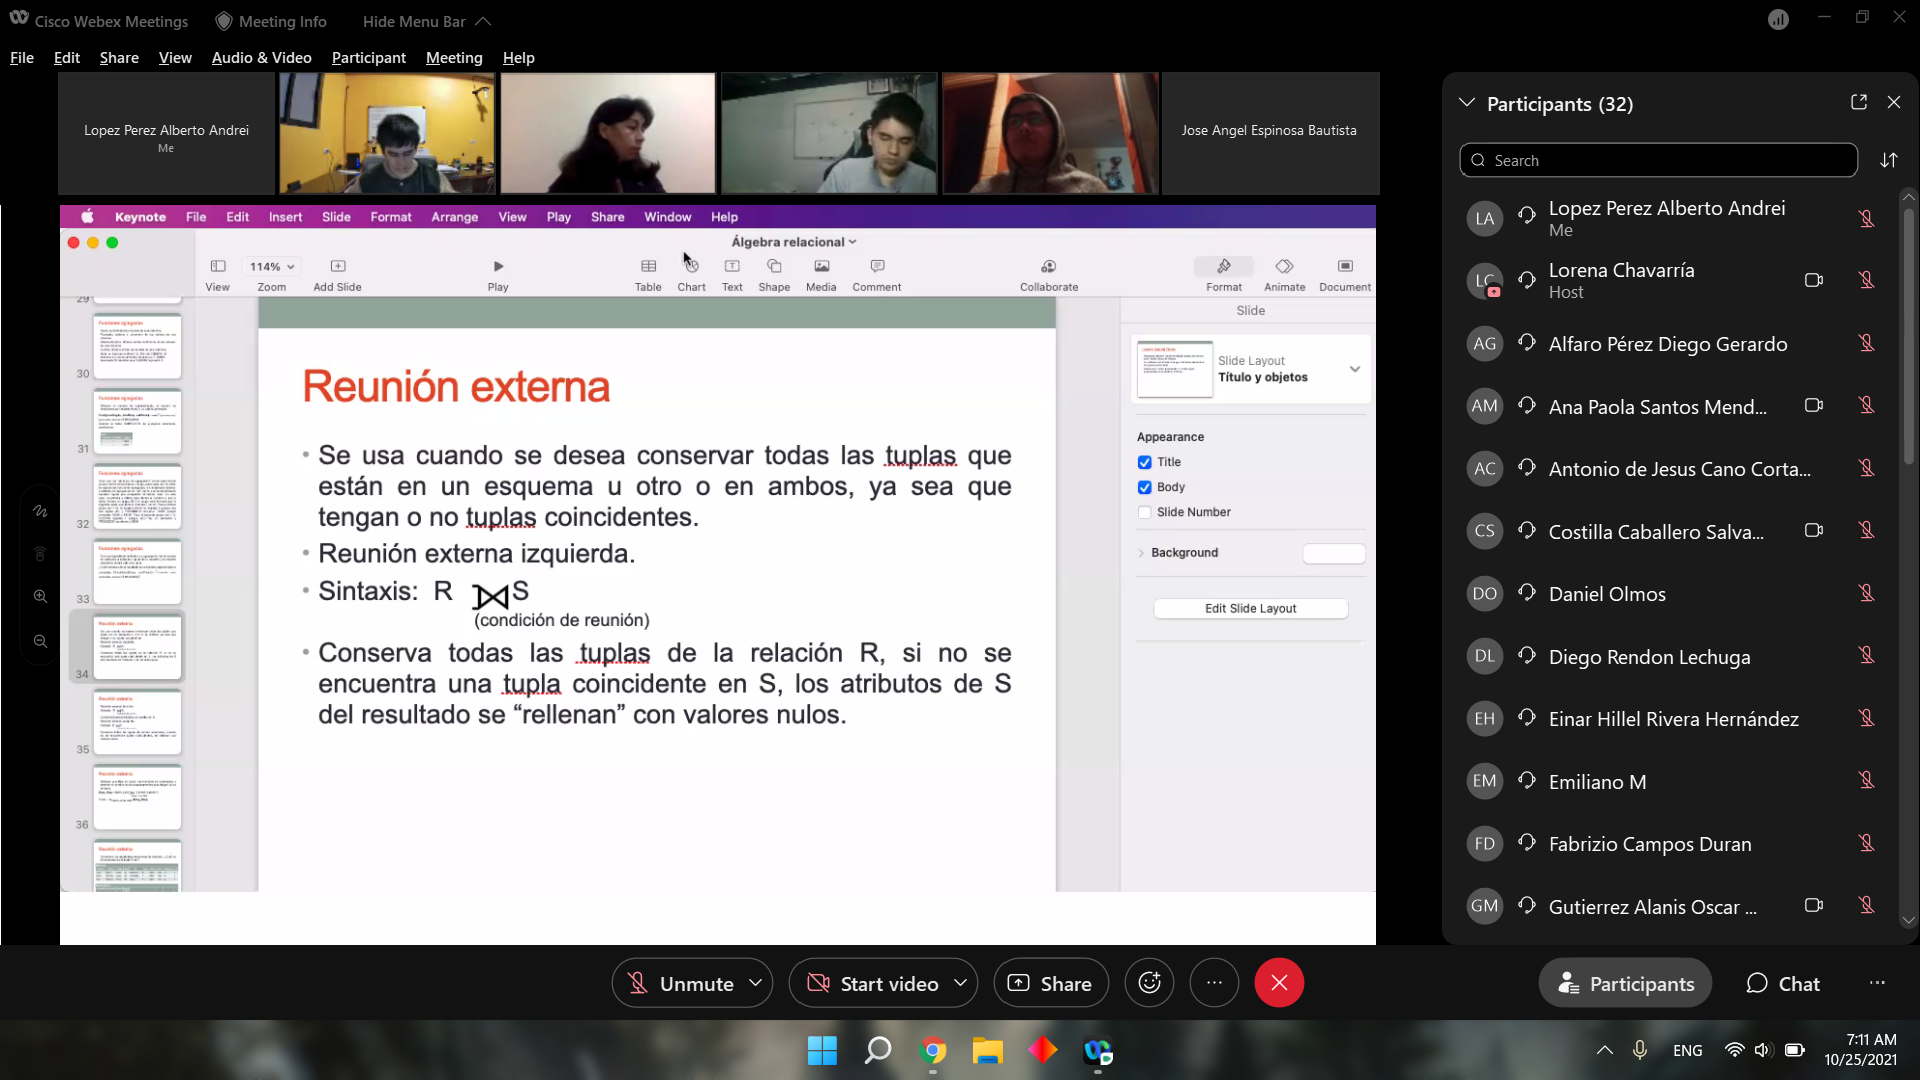 Cisco Webex Meetings
Meeting Info
Hide Menu Bar
File Edit Share View Audio & Video Participant Meeting Help
Lopez Perez Alberto Andrei
Me
Jose Angel Espinosa Bautista
Keynote File Edit Insert Slide Format Arrange View Play Share Window Help
Álgebra relacional
114%
View Zoom Add Slide Play Table Chart Text Shape Media Comment Collaborate Format Animate Document
29
30
31
32
33
34
35
36
Reunión externa
• Se usa cuando se desea conservar todas las tuplas que
están en un esquema u otro o en ambos, ya sea que
tengan o no tuplas coincidentes.
• Reunión externa izquierda.
• Sintaxis: R ⟕ S
(condición de reunión)
• Conserva todas las tuplas de la relación R, si no se
encuentra una tupla coincidente en S, los atributos de S
del resultado se “rellenan” con valores nulos.
Slide
Slide Layout
Título y objetos
Appearance
Title
Body
Slide Number
Background
Edit Slide Layout
Participants (32)
Search
LA Lopez Perez Alberto Andrei
Me
LC Lorena Chavarría
Host
AG Alfaro Pérez Diego Gerardo
AM Ana Paola Santos Mend...
AC Antonio de Jesus Cano Corta...
CS Costilla Caballero Salva...
DO Daniel Olmos
DL Diego Rendon Lechuga
EH Einar Hillel Rivera Hernández
EM Emiliano M
FD Fabrizio Campos Duran
GM Gutierrez Alanis Oscar ...
Unmute
Start video
Share
Participants
Chat
ENG
7:11 AM
10/25/2021